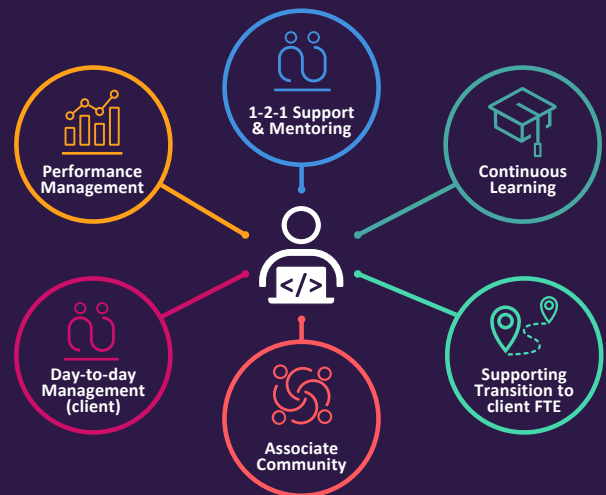 1-2-1 Support
& Mentoring
Performance
Management
Continuous
Learning
</>
Day-to-day
Management
(client)
Supporting
Transition to
client FTE
Associate
Community